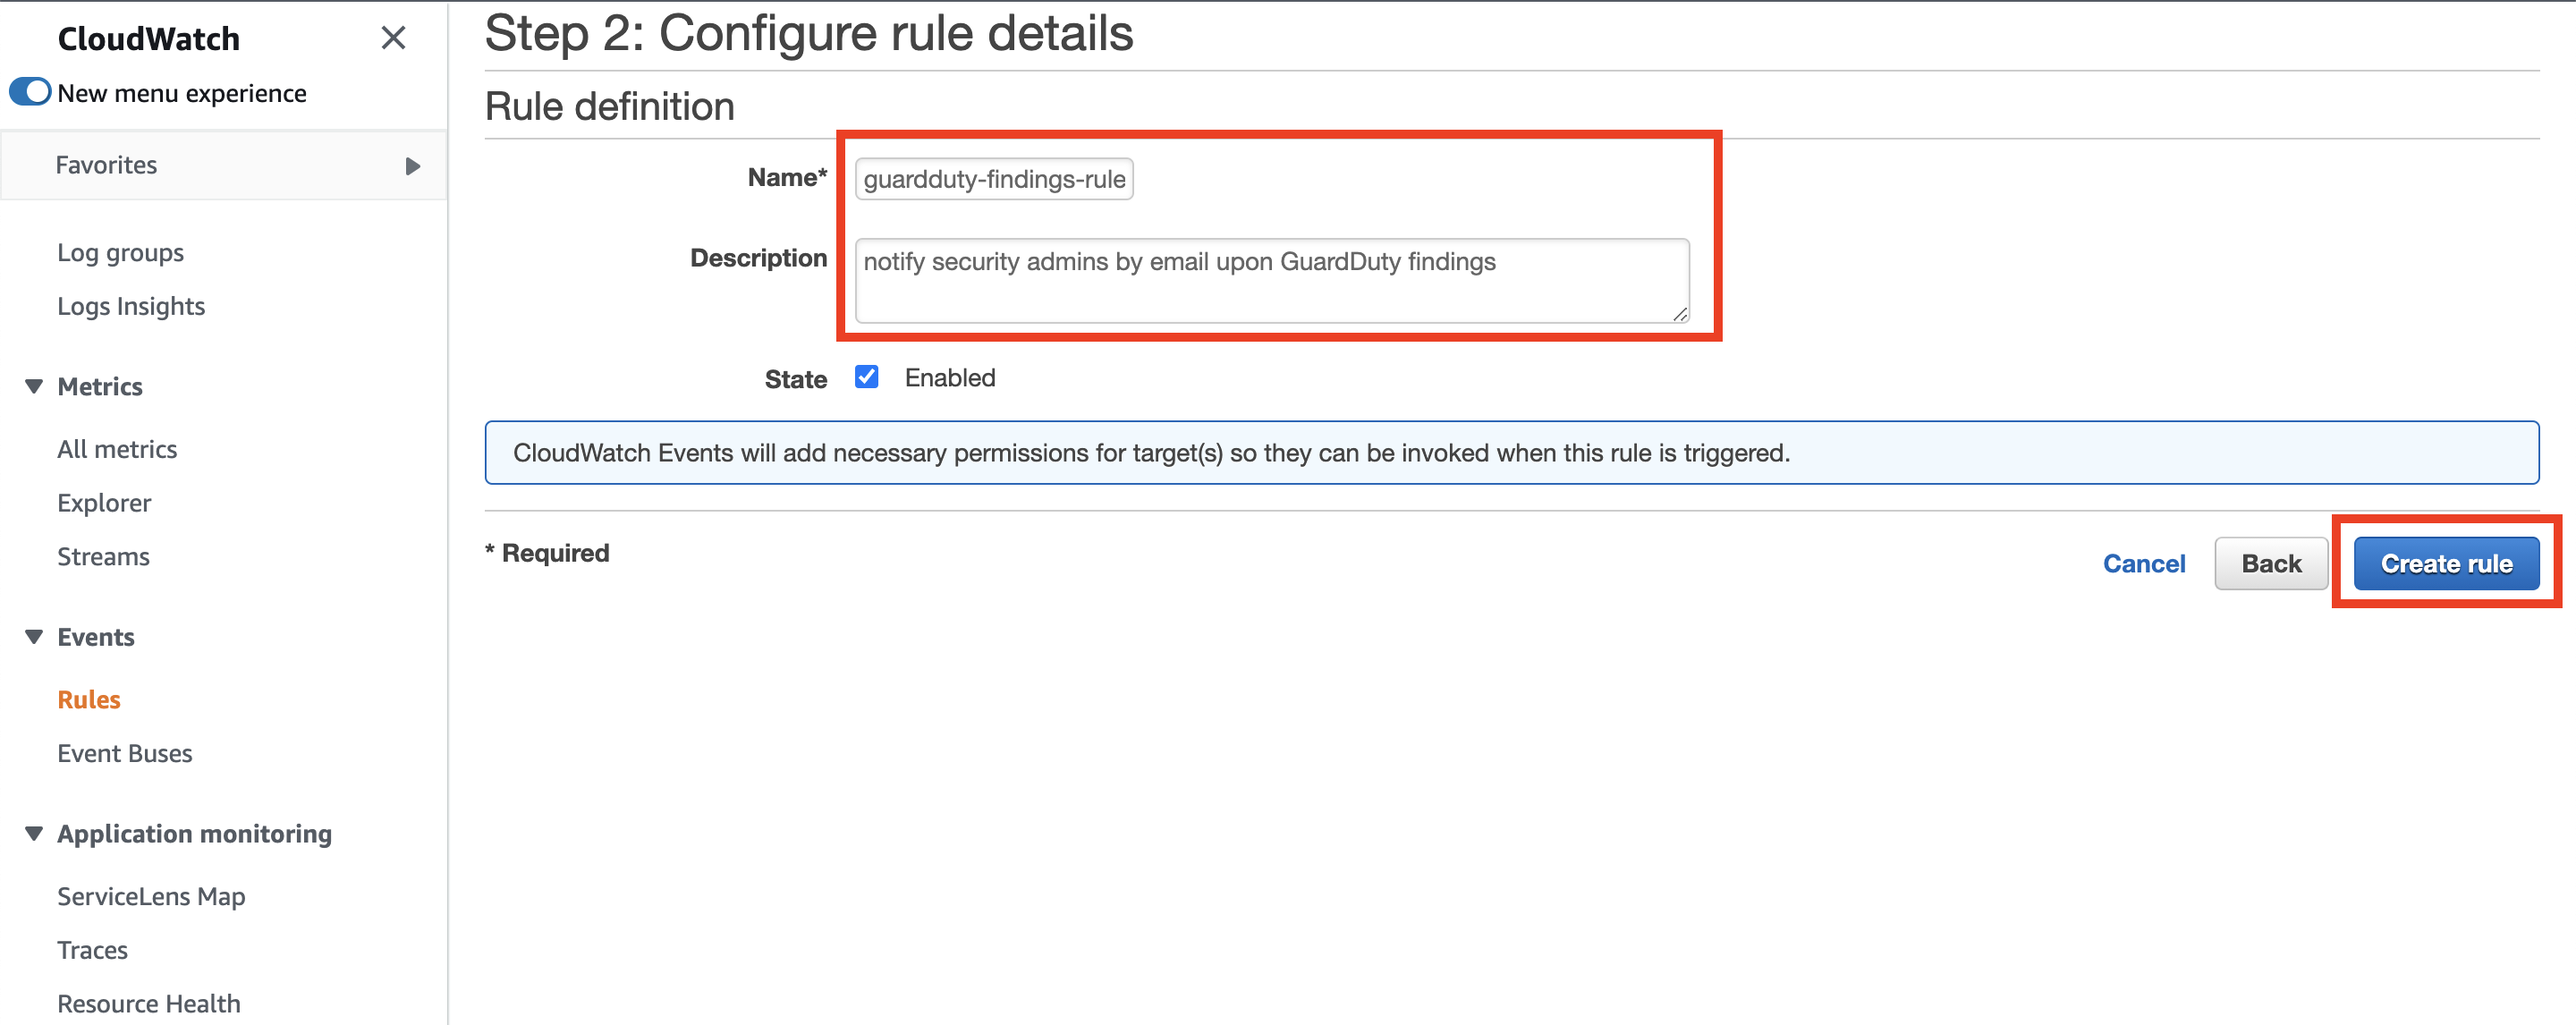 CloudWatch
New menu experience
Favorites
Log groups
Logs Insights
Metrics
All metrics
Explorer
Streams
Events
Rules
Event Buses
Application monitoring
ServiceLens Map
Traces
Resource Health
Step 2: Configure rule details
Rule definition
Name* guardduty-findings-rule
Description notify security admins by email upon GuardDuty findings
State Enabled
CloudWatch Events will add necessary permissions for target(s) so they can be invoked when this rule is triggered.
* Required Cancel Back Create rule